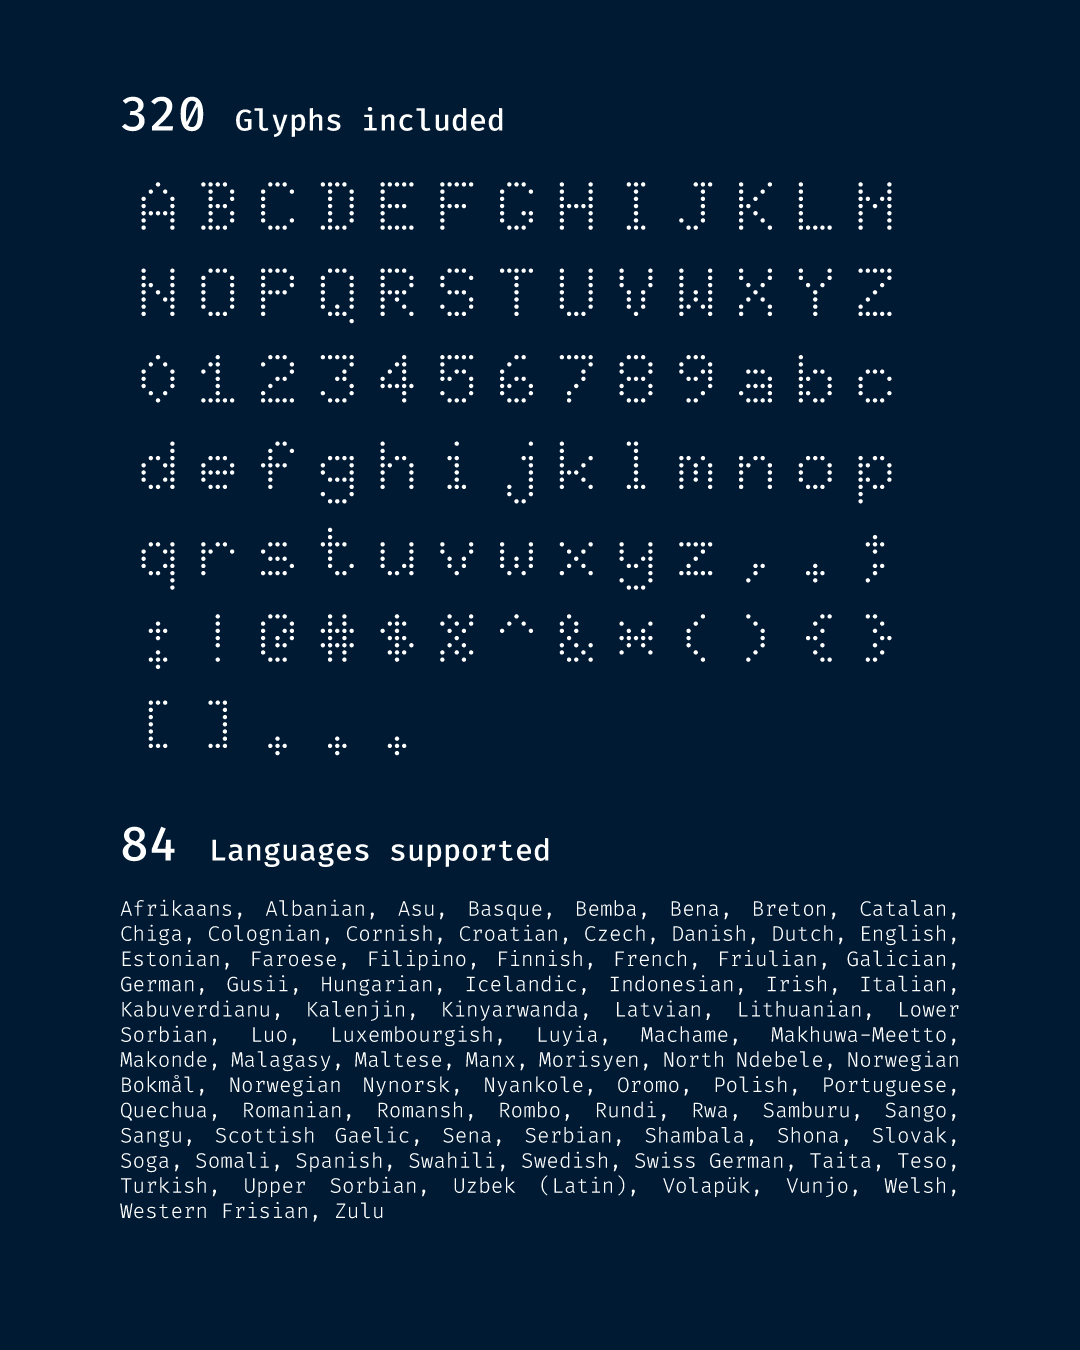 320 Glyphs included
A B C D E F G H I J K L M
N O P Q R S T U V W X Y Z
0 1 2 3 4 5 6 7 8 9 a b c
d e f g h i j k l m n o p
q r s t u v w x y z , . ;
: ! @ # $ % ^ & * ( ) { }
[ ] . . .
84 Languages supported
Afrikaans, Albanian, Asu, Basque, Bemba, Bena, Breton, Catalan,
Chiga, Colognian, Cornish, Croatian, Czech, Danish, Dutch, English,
Estonian, Faroese, Filipino, Finnish, French, Friulian, Galician,
German, Gusii, Hungarian, Icelandic, Indonesian, Irish, Italian,
Kabuverdianu, Kalenjin, Kinyarwanda, Latvian, Lithuanian, Lower
Sorbian, Luo, Luxembourgish, Luyia, Machame, Makhuwa-Meetto,
Makonde, Malagasy, Maltese, Manx, Morisyen, North Ndebele, Norwegian
Bokmål, Norwegian Nynorsk, Nyankole, Oromo, Polish, Portuguese,
Quechua, Romanian, Romansh, Rombo, Rundi, Rwa, Samburu, Sango,
Sangu, Scottish Gaelic, Sena, Serbian, Shambala, Shona, Slovak,
Soga, Somali, Spanish, Swahili, Swedish, Swiss German, Taita, Teso,
Turkish, Upper Sorbian, Uzbek (Latin), Volapük, Vunjo, Welsh,
Western Frisian, Zulu